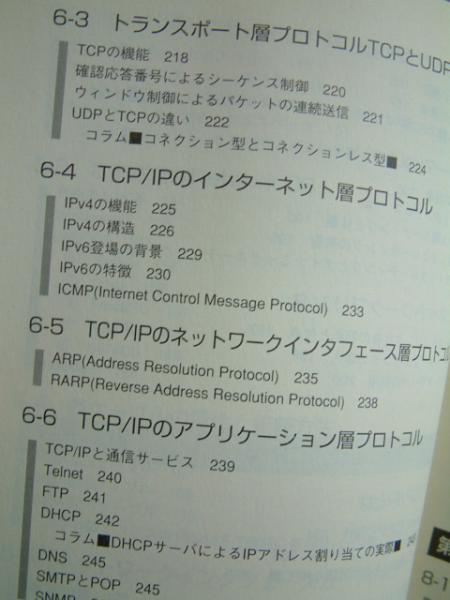 6-3 トランスポート層プロトコルTCPとUDP
TCPの機能 218
確認応答番号によるシーケンス制御 220
ウィンドウ制御によるパケットの連続送信 221
UDPとTCPの違い 222
コラム■コネクション型とコネクションレス型■ 224
6-4 TCP/IPのインターネット層プロトコル
IPv4の機能 225
IPv4の構造 226
IPv6登場の背景 229
IPv6の特徴 230
ICMP(Internet Control Message Protocol) 233
6-5 TCP/IPのネットワークインタフェース層プロトコ
ARP(Address Resolution Protocol) 235
RARP(Reverse Address Resolution Protocol) 238
6-6 TCP/IPのアプリケーション層プロトコル
TCP/IPと通信サービス 239
Telnet 240
FTP 241
DHCP 242
コラム■DHCPサーバによるIPアドレス割り当ての実際■
DNS 245
SMTPとPOP 245
SNMP
第
8-1